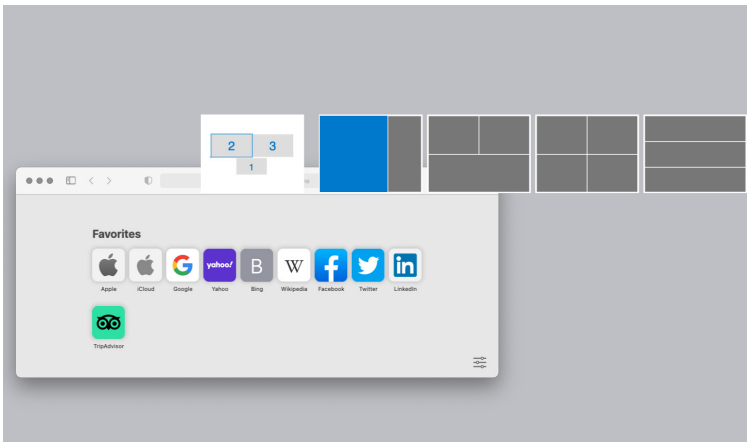 2 3
1
Favorites
yahoo! B W
Apple iCloud Google Yahoo Bing Wikipedia Facebook Twitter LinkedIn
TripAdvisor